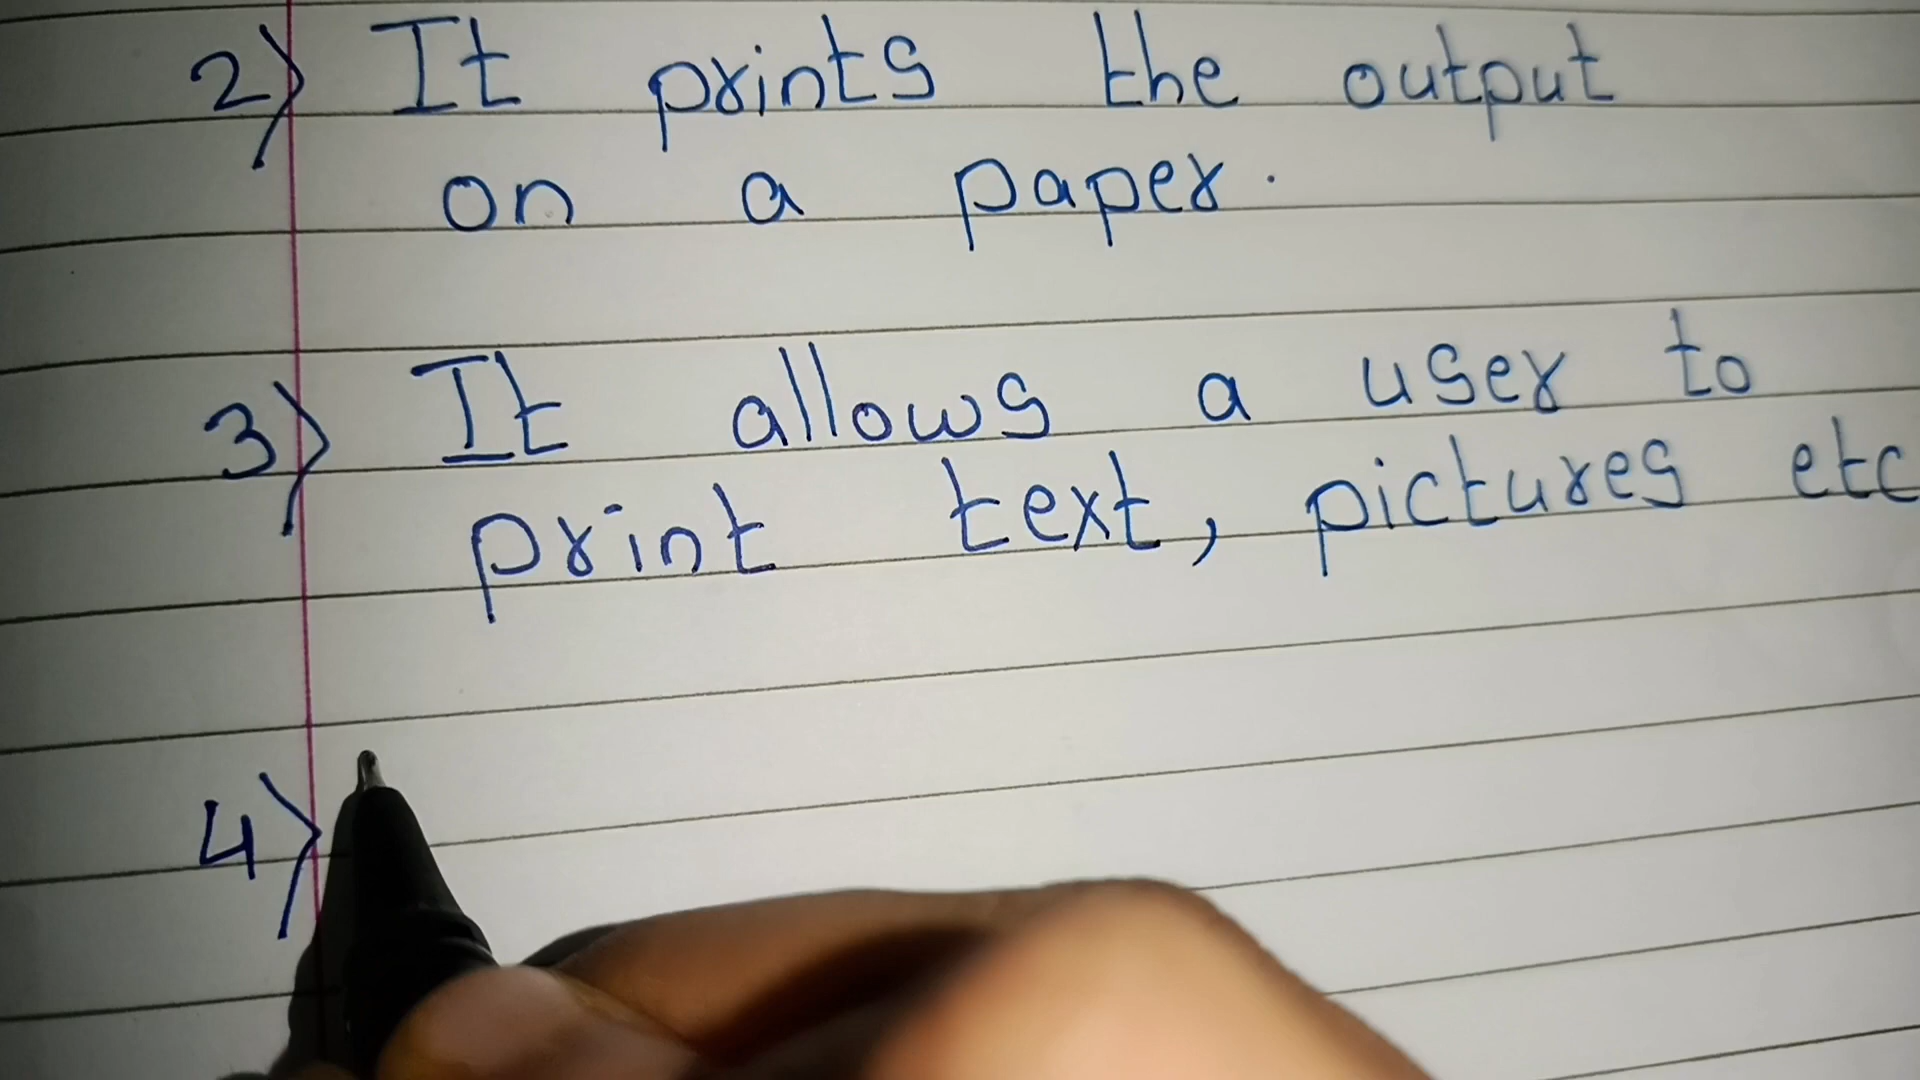 2) It prints the output
on a paper.
3) It allows a user to
print text, pictures etc
4)